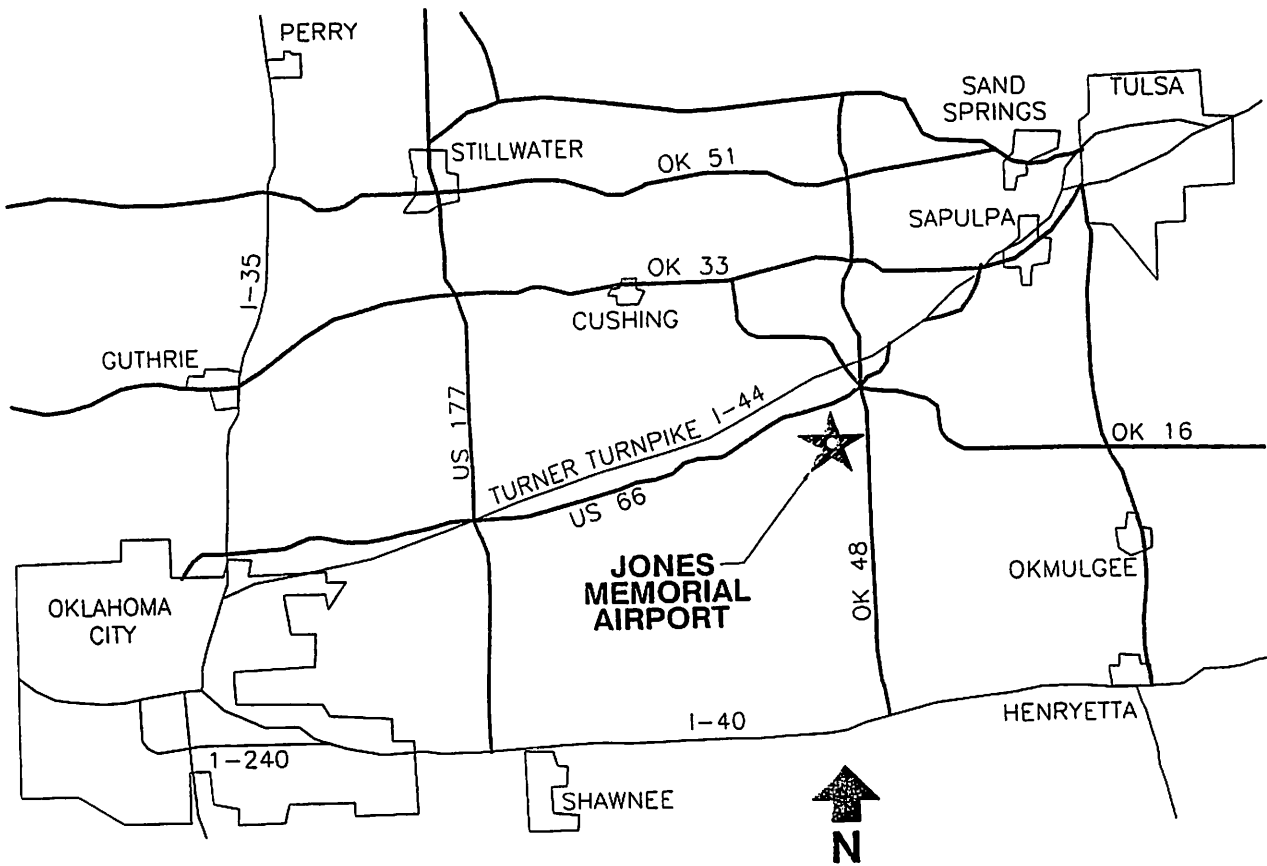 PERRY
SAND
SPRINGS
TULSA
STILLWATER
OK 51
SAPULPA
I-35
OK 33
CUSHING
GUTHRIE
US 177
TURNER TURNPIKE I-44
US 66
OK 16
JONES
MEMORIAL
AIRPORT
OK 48
OKMULGEE
OKLAHOMA
CITY
HENRYETTA
I-40
I-240
SHAWNEE
N